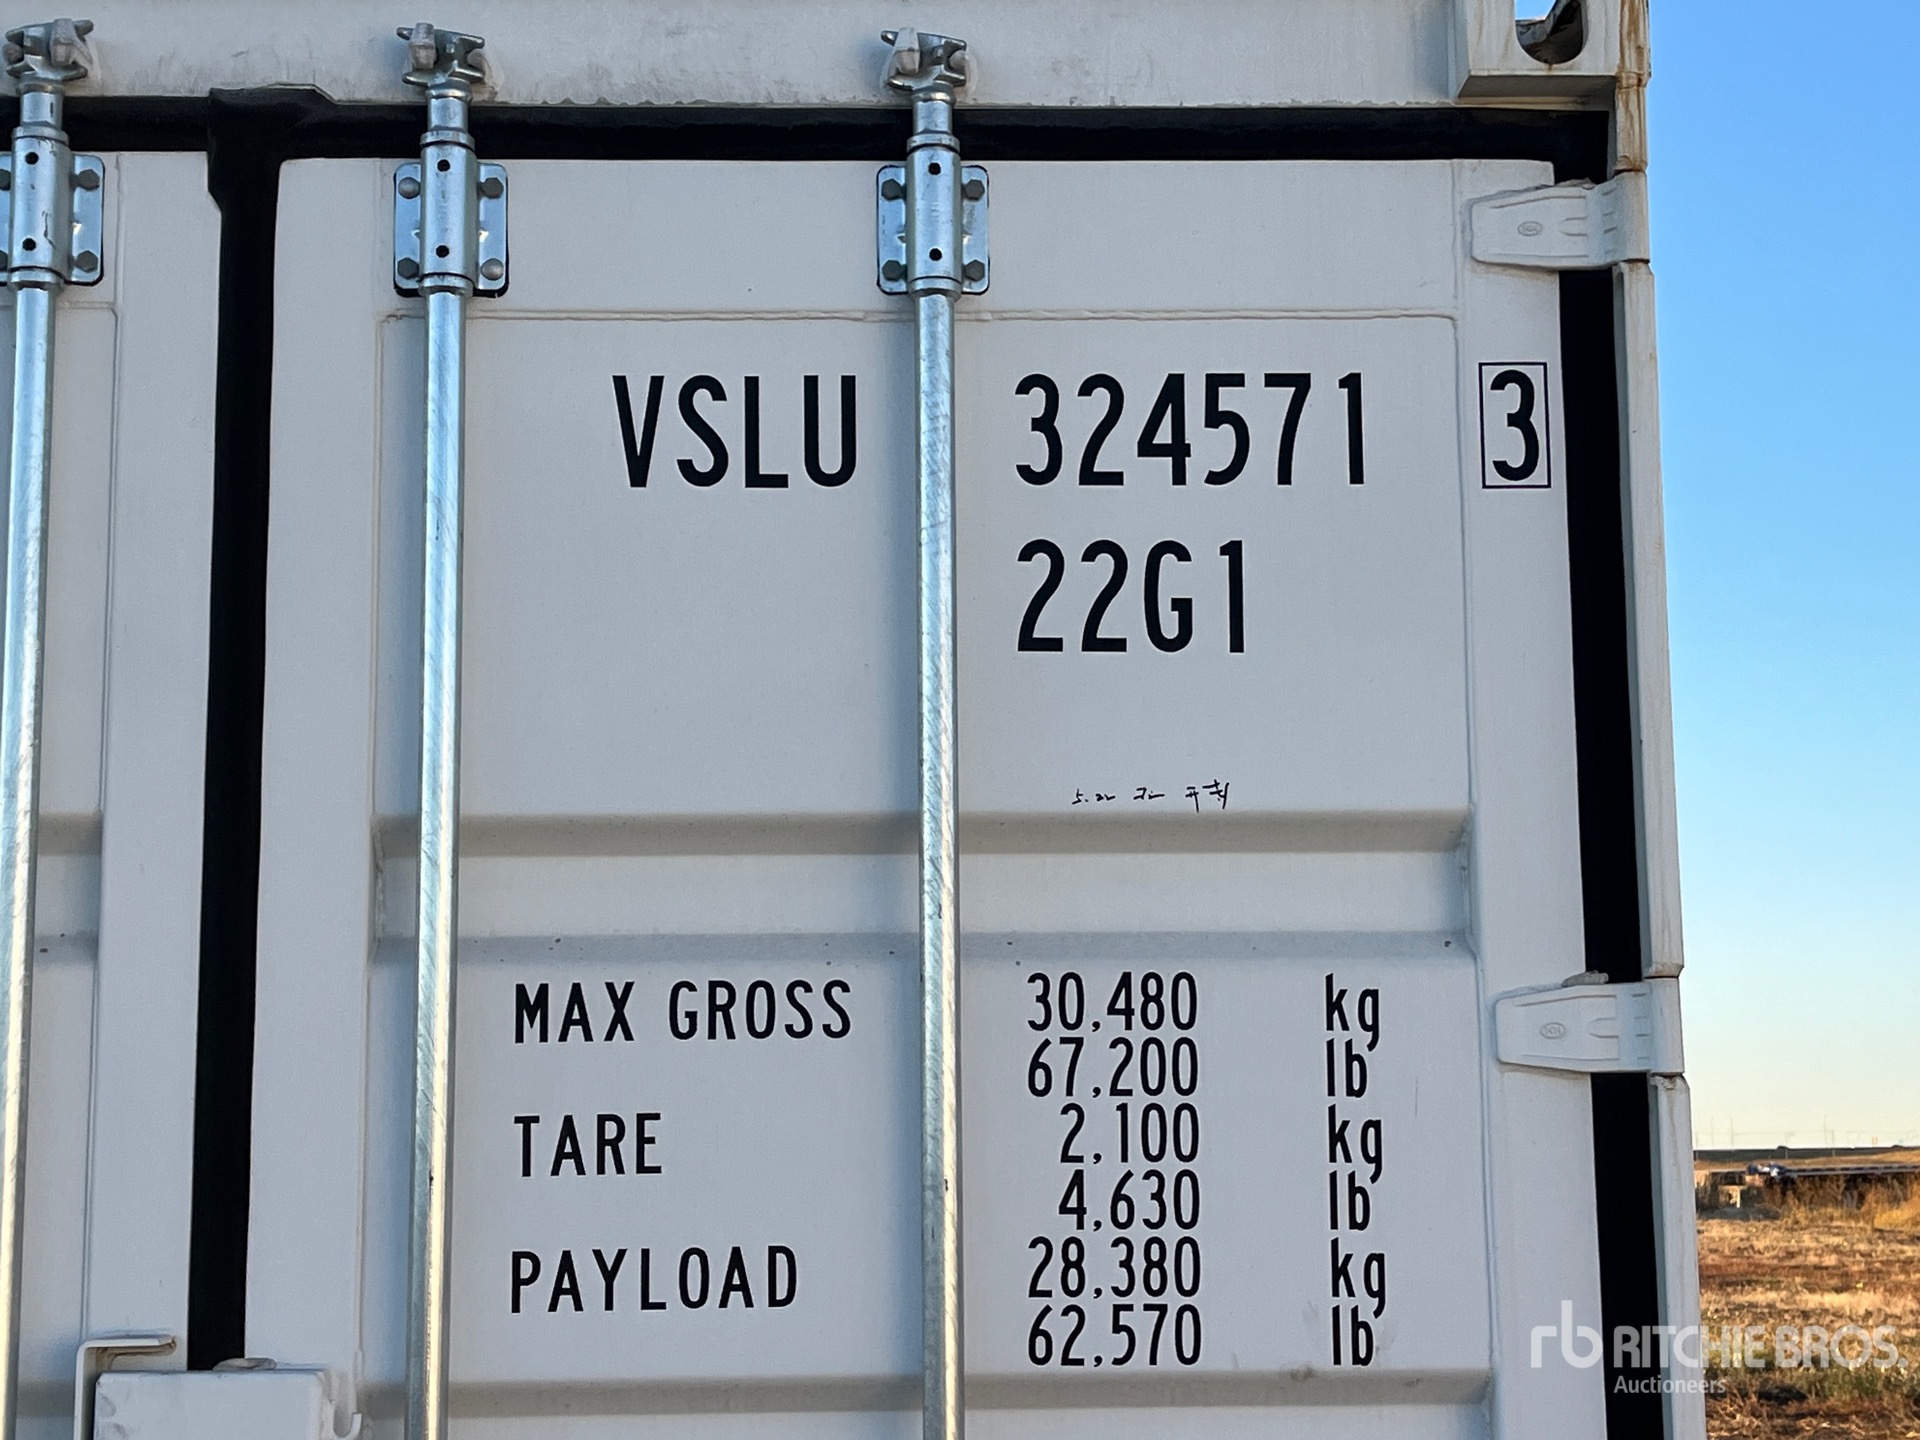 VSLU 324571 3
22G1
MAX GROSS 30,480 kg
67,200 lb
TARE 2,100 kg
4,630 lb
PAYLOAD 28,380 kg
62,570 lb
rb RITCHIE BROS.
Auctioneers